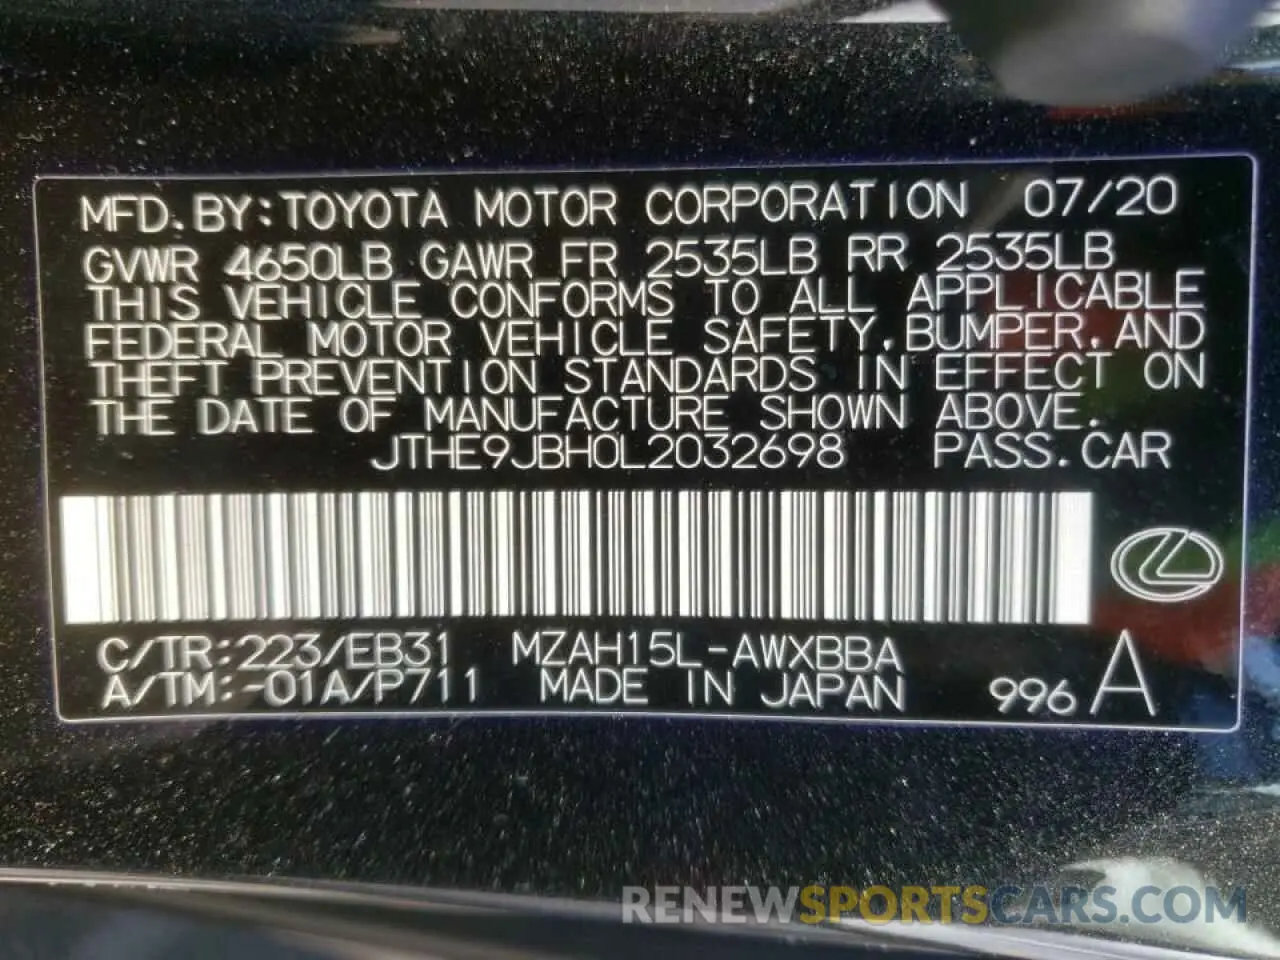 MFD. BY: TOYOTA MOTOR CORPORATION 07/20
GVWR 4650LB GAWR FR 2535LB RR 2535LB
THIS VEHICLE CONFORMS TO ALL APPLICABLE
FEDERAL MOTOR VEHICLE SAFETY, BUMPER, AND
THEFT PREVENTION STANDARDS IN EFFECT ON
THE DATE OF MANUFACTURE SHOWN ABOVE.
JTHE9JBH0L2032698 PASS. CAR
C/TR: 223/EB31 MZAH15L-AWXBBA
A/TM: -01A/P711 MADE IN JAPAN 996 A
RENEWSPORTSCARS.COM